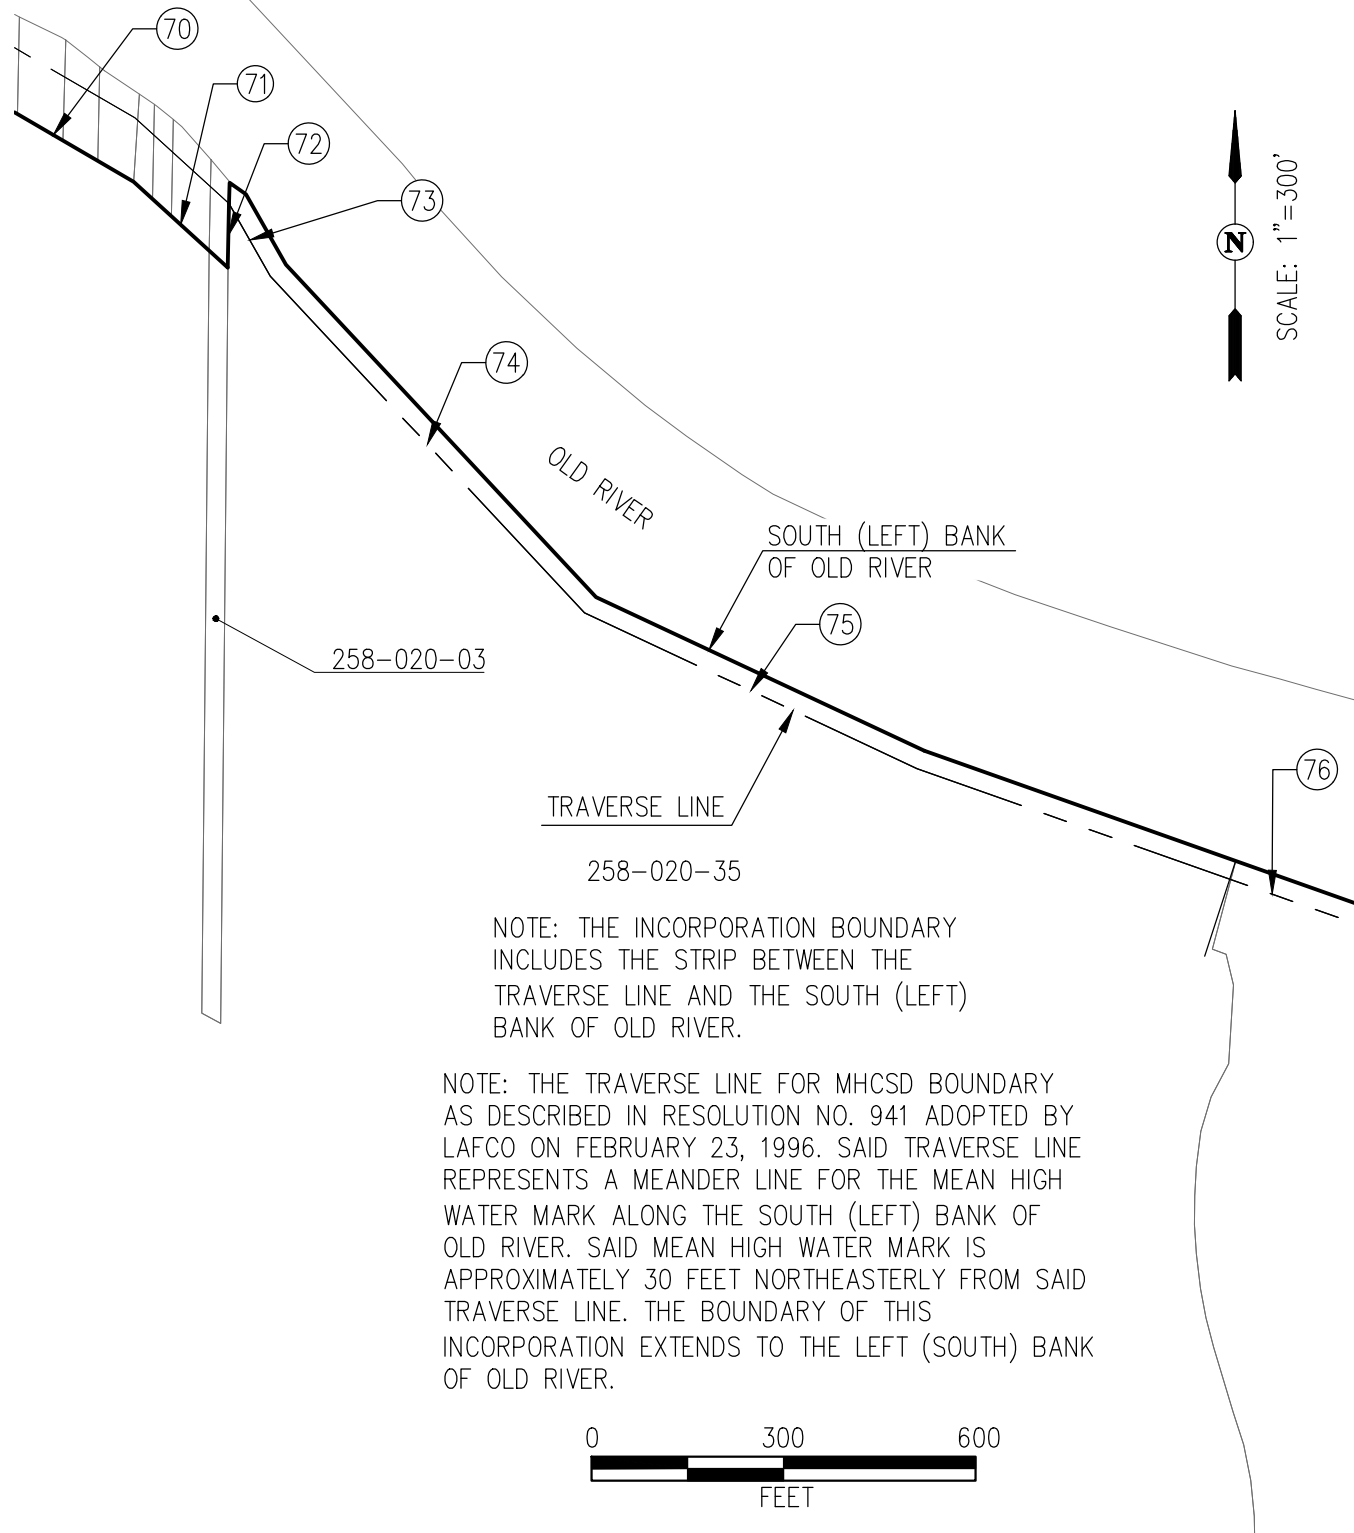 70
71
72
73
N
SCALE: 1"=300'
74
OLD RIVER
SOUTH (LEFT) BANK
OF OLD RIVER
75
258-020-03
76
TRAVERSE LINE
258-020-35
NOTE: THE INCORPORATION BOUNDARY
INCLUDES THE STRIP BETWEEN THE
TRAVERSE LINE AND THE SOUTH (LEFT)
BANK OF OLD RIVER.
NOTE: THE TRAVERSE LINE FOR MHCSD BOUNDARY
AS DESCRIBED IN RESOLUTION NO. 941 ADOPTED BY
LAFCO ON FEBRUARY 23, 1996. SAID TRAVERSE LINE
REPRESENTS A MEANDER LINE FOR THE MEAN HIGH
WATER MARK ALONG THE SOUTH (LEFT) BANK OF
OLD RIVER. SAID MEAN HIGH WATER MARK IS
APPROXIMATELY 30 FEET NORTHEASTERLY FROM SAID
TRAVERSE LINE. THE BOUNDARY OF THIS
INCORPORATION EXTENDS TO THE LEFT (SOUTH) BANK
OF OLD RIVER.
0 300 600
FEET